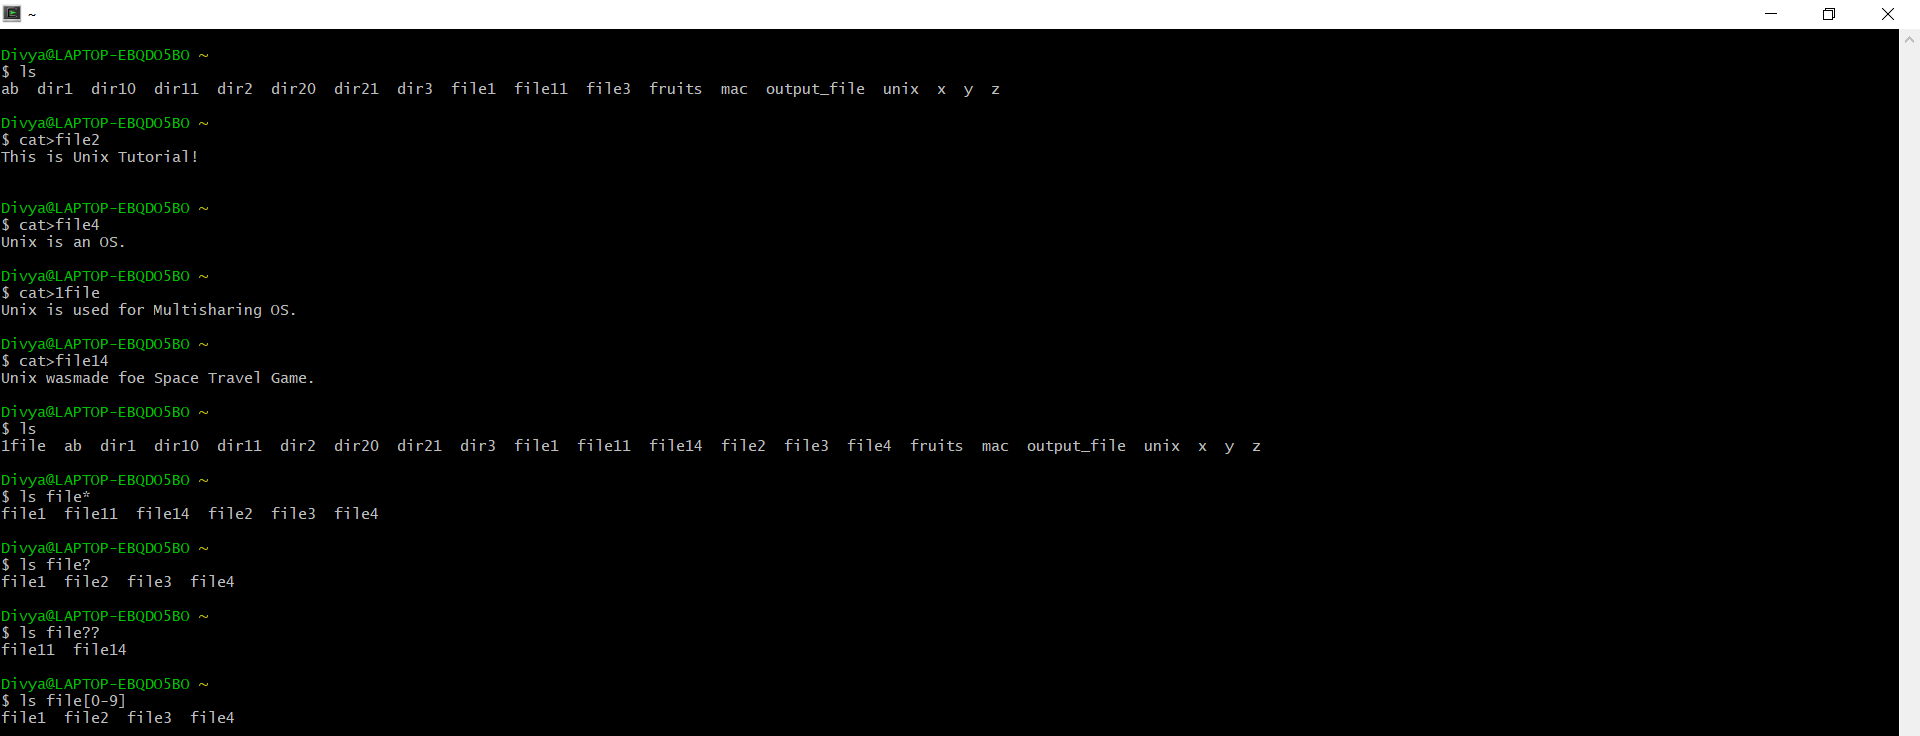 ~
Divya@LAPTOP-EBQDO5BO ~
$ ls
ab  dir1  dir10  dir11  dir2  dir20  dir21  dir3  file1  file11  file3  fruits  mac  output_file  unix  x  y  z
Divya@LAPTOP-EBQDO5BO ~
$ cat>file2
This is Unix Tutorial!
Divya@LAPTOP-EBQDO5BO ~
$ cat>file4
Unix is an OS.
Divya@LAPTOP-EBQDO5BO ~
$ cat>1file
Unix is used for Multisharing OS.
Divya@LAPTOP-EBQDO5BO ~
$ cat>file14
Unix wasmade foe Space Travel Game.
Divya@LAPTOP-EBQDO5BO ~
$ ls
1file  ab  dir1  dir10  dir11  dir2  dir20  dir21  dir3  file1  file11  file14  file2  file3  file4  fruits  mac  output_file  unix  x  y  z
Divya@LAPTOP-EBQDO5BO ~
$ ls file*
file1  file11  file14  file2  file3  file4
Divya@LAPTOP-EBQDO5BO ~
$ ls file?
file1  file2  file3  file4
Divya@LAPTOP-EBQDO5BO ~
$ ls file??
file11  file14
Divya@LAPTOP-EBQDO5BO ~
$ ls file[0-9]
file1  file2  file3  file4